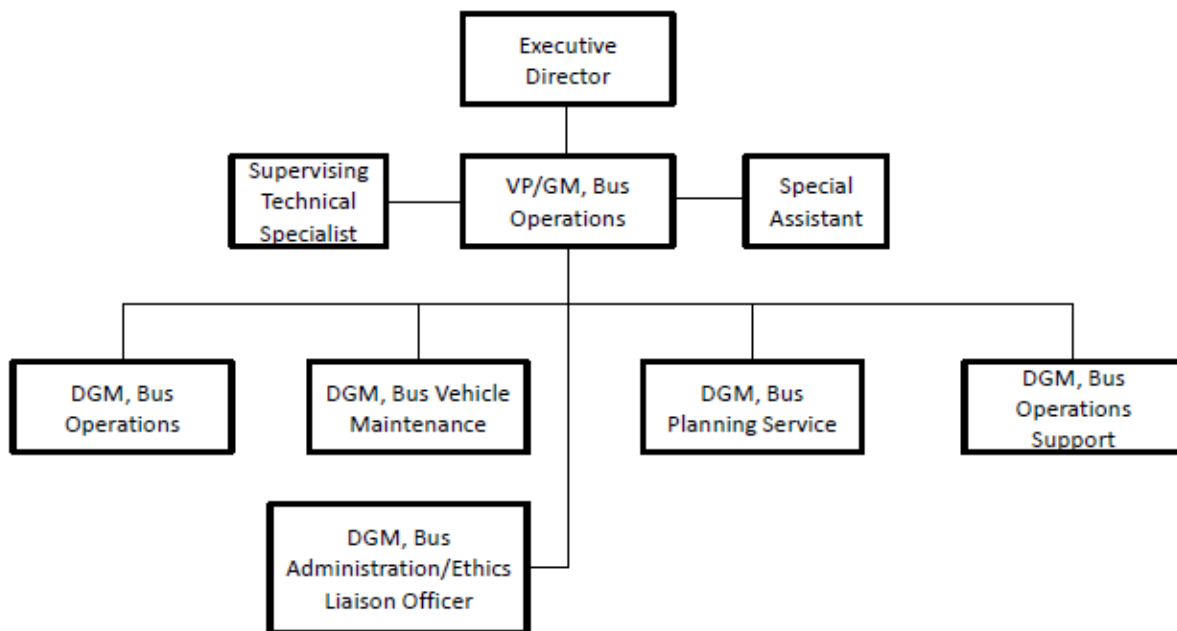 Executive
Director
Supervising
Technical
Specialist
VP/GM, Bus
Operations
Special
Assistant
DGM, Bus
Operations
DGM, Bus Vehicle
Maintenance
DGM, Bus
Planning Service
DGM, Bus
Operations
Support
DGM, Bus
Administration/Ethics
Liaison Officer